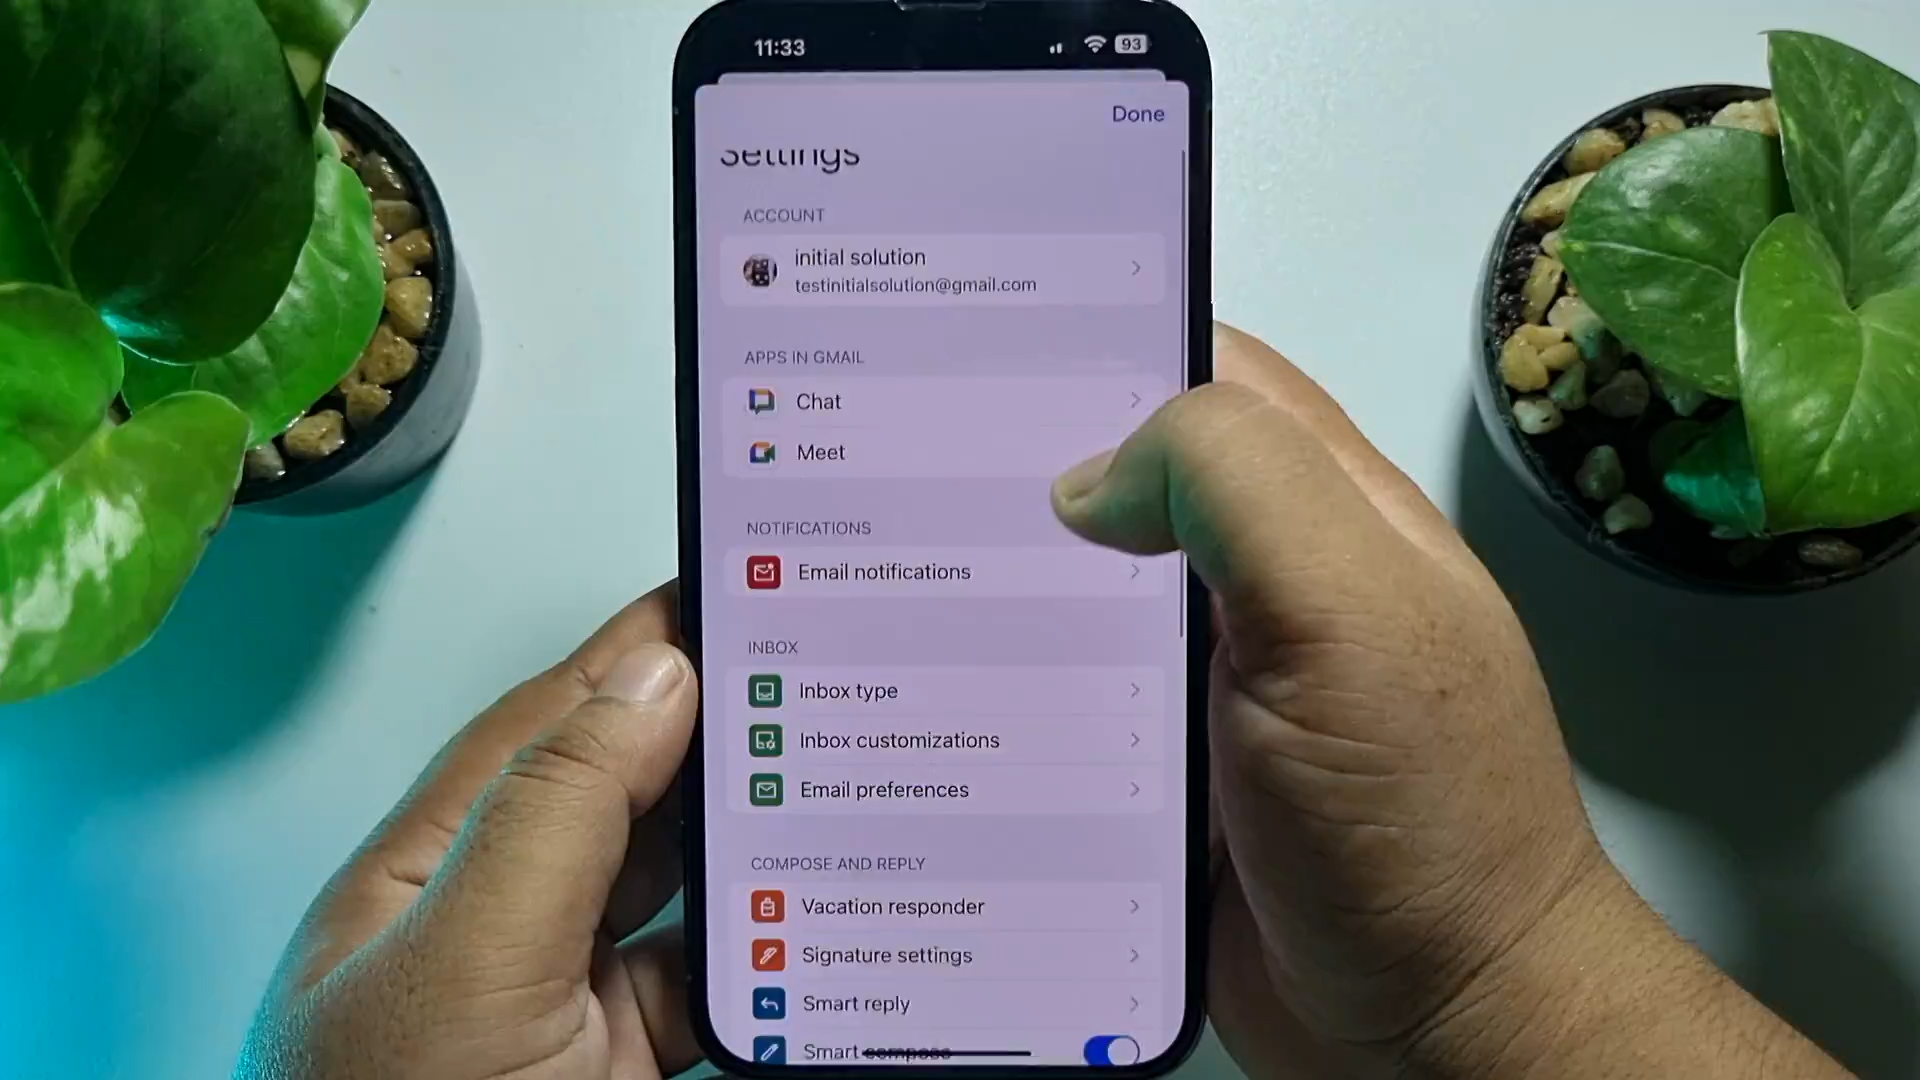 11:33
93
Done
Settings
ACCOUNT
initial solution
testinitialsolution@gmail.com
APPS IN GMAIL
Chat
Meet
NOTIFICATIONS
Email notifications
INBOX
Inbox type
Inbox customizations
Email preferences
COMPOSE AND REPLY
Vacation responder
Signature settings
Smart reply
Smart compose